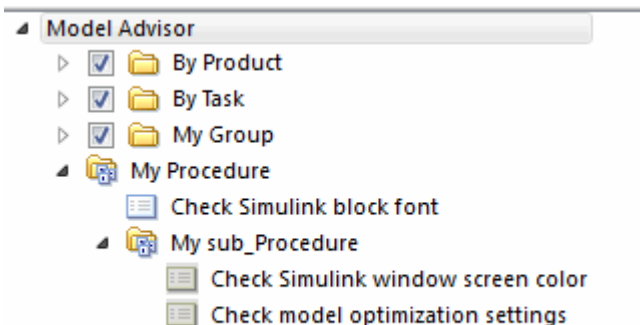 Model Advisor
By Product
By Task
My Group
My Procedure
Check Simulink block font
My sub_Procedure
Check Simulink window screen color
Check model optimization settings